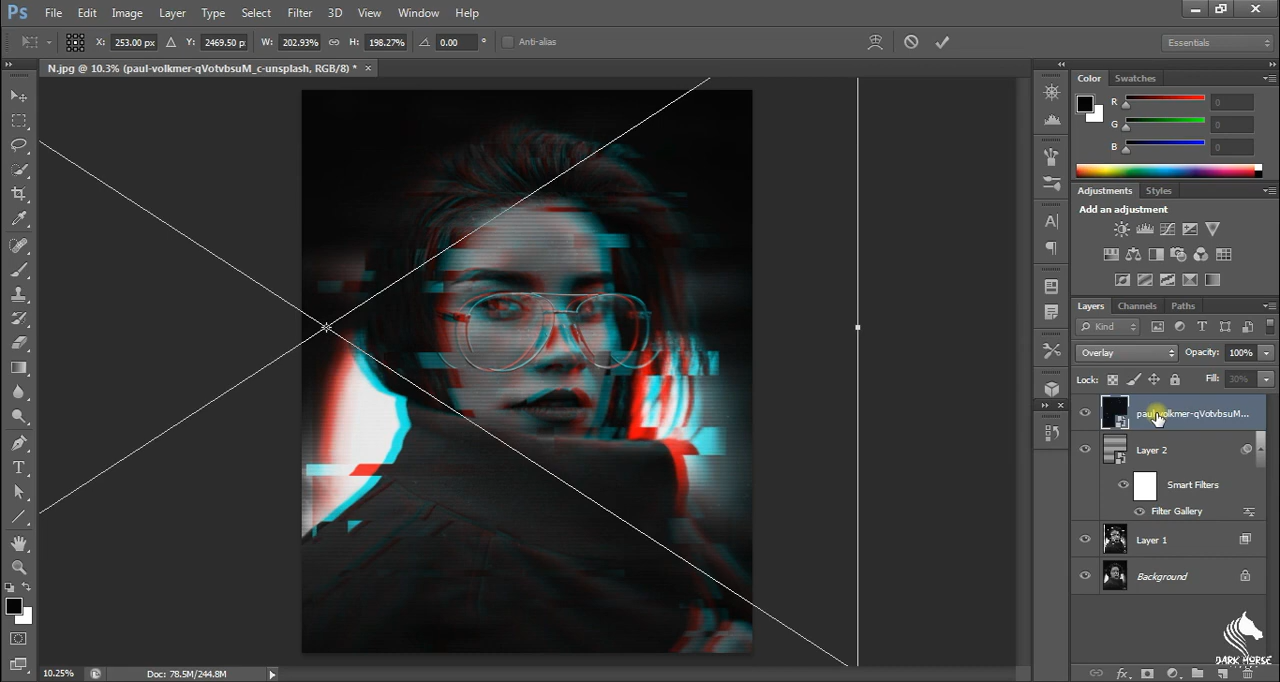 Ps File Edit Image Layer Type Select Filter 3D View Window Help
X: 253.00 px Y: 2469.50 px W: 202.93% H: 198.27% 0.00 ° Anti-alias Essentials
N.jpg @ 10.3% (paul-volkmer-qVotvbsuM_c-unsplash, RGB/8) * ×
Color Swatches
R 0
G 0
B 0
Adjustments Styles
Add an adjustment
Layers Channels Paths
Kind
Overlay Opacity: 100%
Lock: Fill: 30%
paul-volkmer-qVotvbsuM...
Layer 2
Smart Filters
Filter Gallery
Layer 1
Background
DARK HORSE
10.25% Doc: 78.5M/244.8M